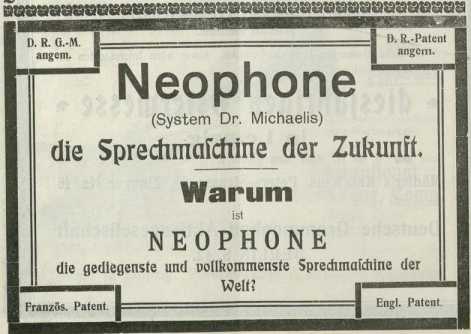 D. R. G.-M.
angem.
D. R.-Patent
angem.
Neophone
(System Dr. Michaelis)
die Sprechmaſchine der Zukunft.
Warum
ist
NEOPHONE
die gediegenste und vollkommenste Sprechmaſchine der
Welt?
Französ. Patent.
Engl. Patent.